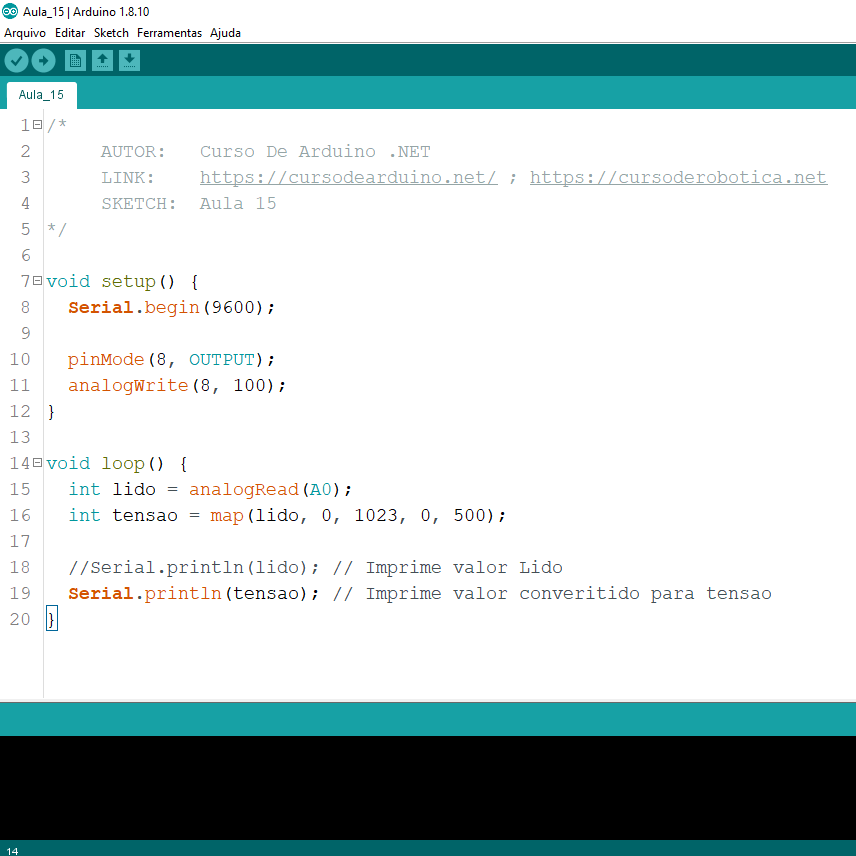 Aula_15 | Arduino 1.8.10
Arquivo Editar Sketch Ferramentas Ajuda
Aula_15
1 /*
2 AUTOR: Curso De Arduino .NET
3 LINK: https://cursodearduino.net/ ; https://cursoderobotica.net
4 SKETCH: Aula 15
5 */
6
7 void setup() {
8 Serial.begin(9600);
9
10 pinMode(8, OUTPUT);
11 analogWrite(8, 100);
12 }
13
14 void loop() {
15 int lido = analogRead(A0);
16 int tensao = map(lido, 0, 1023, 0, 500);
17
18 //Serial.println(lido); // Imprime valor Lido
19 Serial.println(tensao); // Imprime valor converitido para tensao
20 }
14